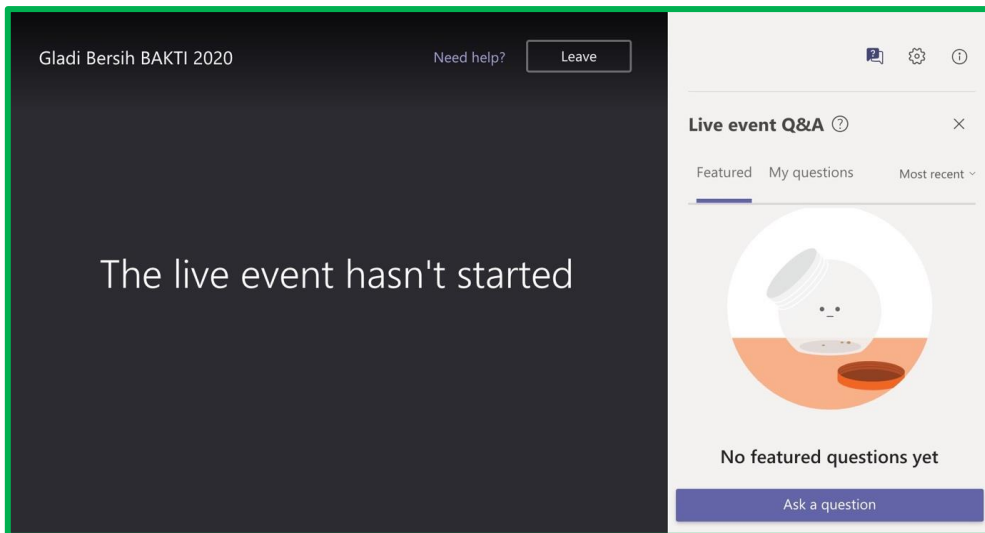 Gladi Bersih BAKTI 2020
Need help?
Leave
The live event hasn't started
Live event Q&A
Featured
My questions
Most recent
No featured questions yet
Ask a question